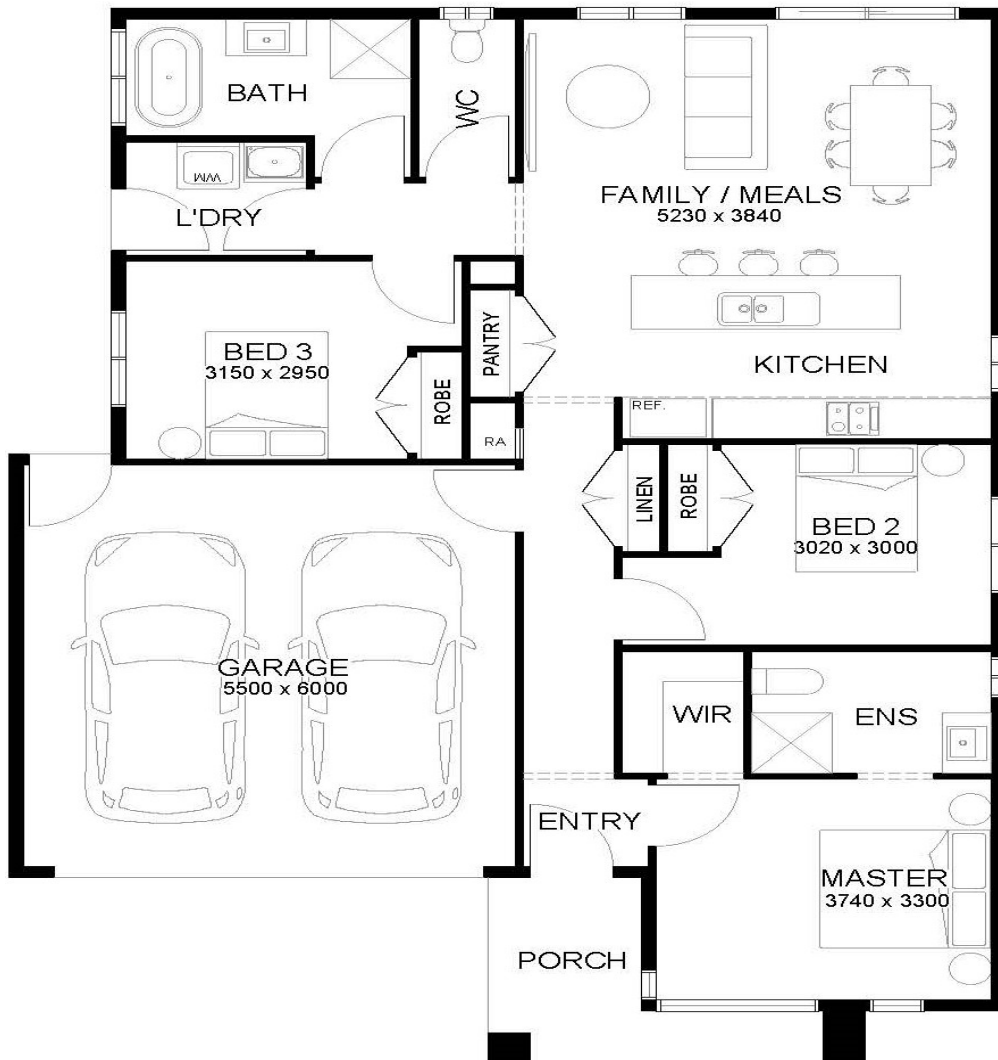 BATH
WC
WM
L'DRY
FAMILY / MEALS
5230 x 3840
BED 3
3150 x 2950
ROBE
PANTRY
RA
KITCHEN
REF.
LINEN
ROBE
BED 2
3020 x 3000
GARAGE
5500 x 6000
WIR
ENS
ENTRY
MASTER
3740 x 3300
PORCH